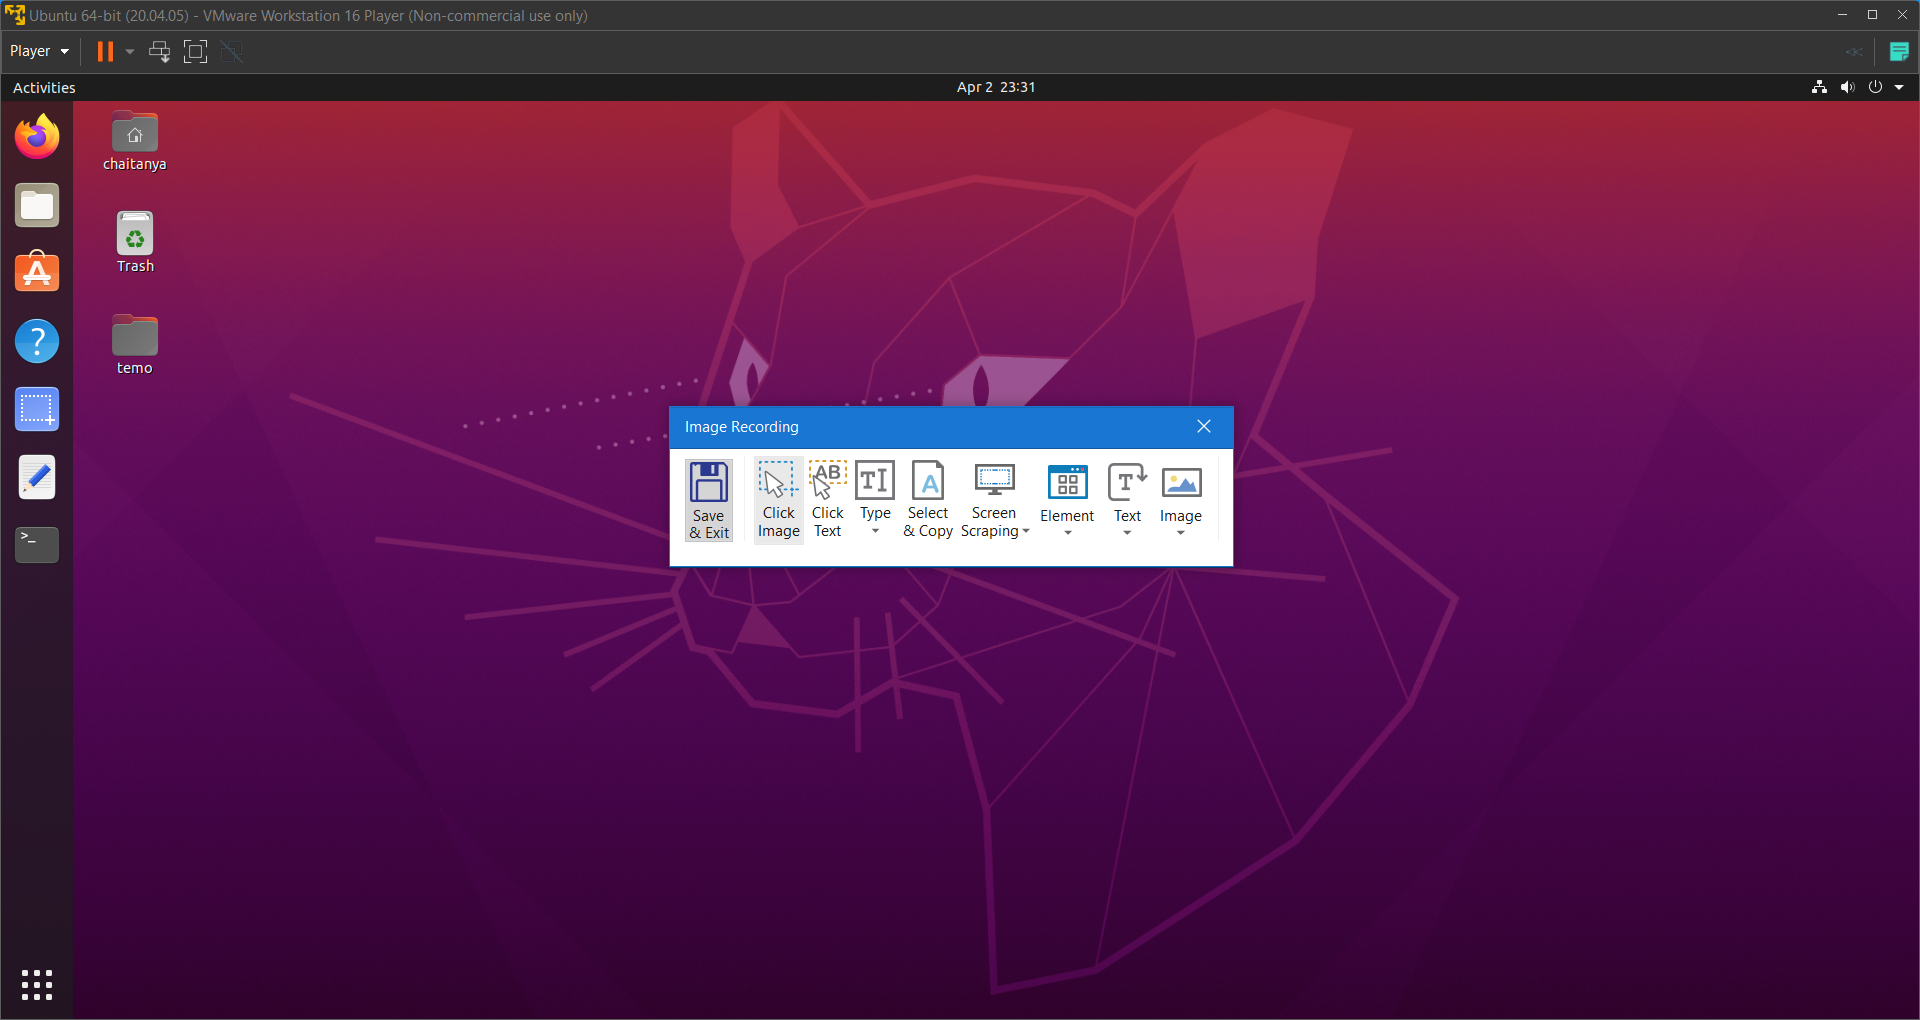 Ubuntu 64-bit (20.04.05) - VMware Workstation 16 Player (Non-commercial use only)
Player
Activities
Apr 2 23:31
chaitanya
Trash
temo
Image Recording
Save & Exit
Click Image
AB
Click Text
Type
Select & Copy
Screen Scraping
Element
Text
Image